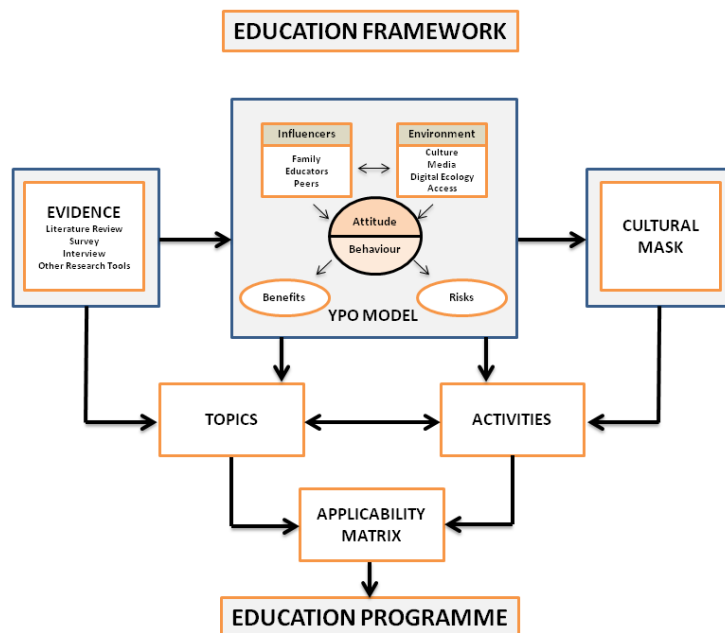 EDUCATION FRAMEWORK
Influencers
Family
Educators
Peers
Environment
Culture
Media
Digital Ecology
Access
Attitude
Behaviour
Benefits
Risks
YPO MODEL
EVIDENCE
Literature Review
Survey
Interview
Other Research Tools
CULTURAL
MASK
TOPICS
ACTIVITIES
APPLICABILITY
MATRIX
EDUCATION PROGRAMME